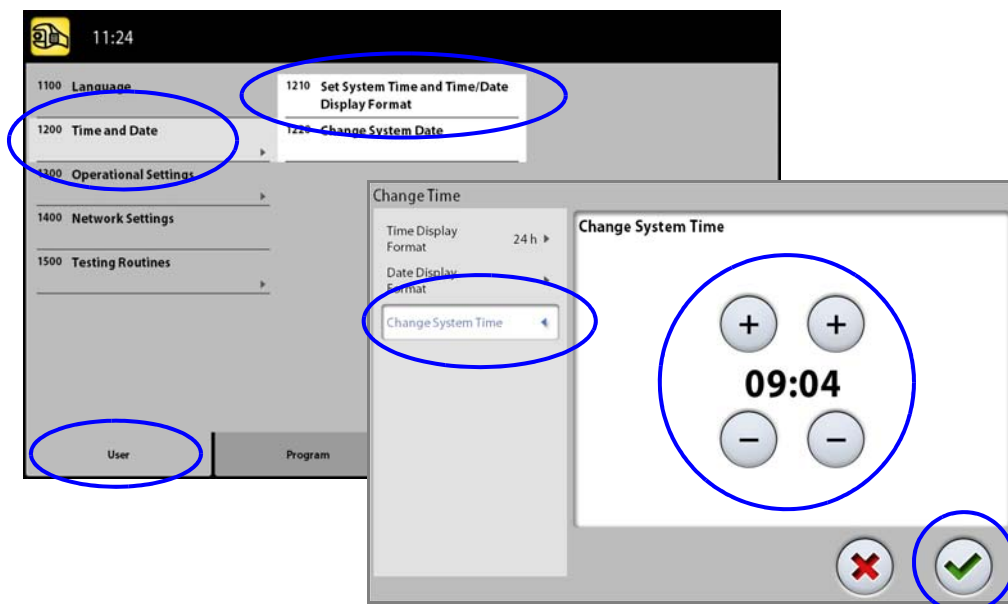 11:24
1100 Language
1200 Time and Date
1300 Operational Settings
1400 Network Settings
1500 Testing Routines
1210 Set System Time and Time/Date
Display Format
1220 Change System Date
User
Program
Change Time
Time Display
Format
24 h
Date Display
Format
Change System Time
Change System Time
+ +
09:04
− −